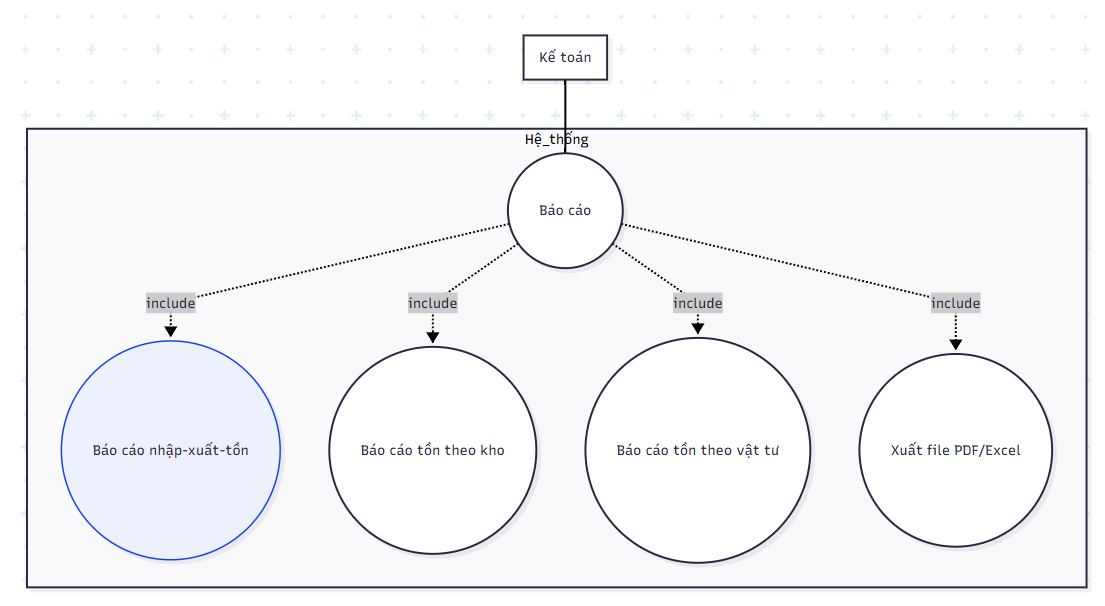 Kế toán
Hệ_thống
Báo cáo
include
include
include
include
Báo cáo nhập-xuất-tồn
Báo cáo tồn theo kho
Báo cáo tồn theo vật tư
Xuất file PDF/Excel